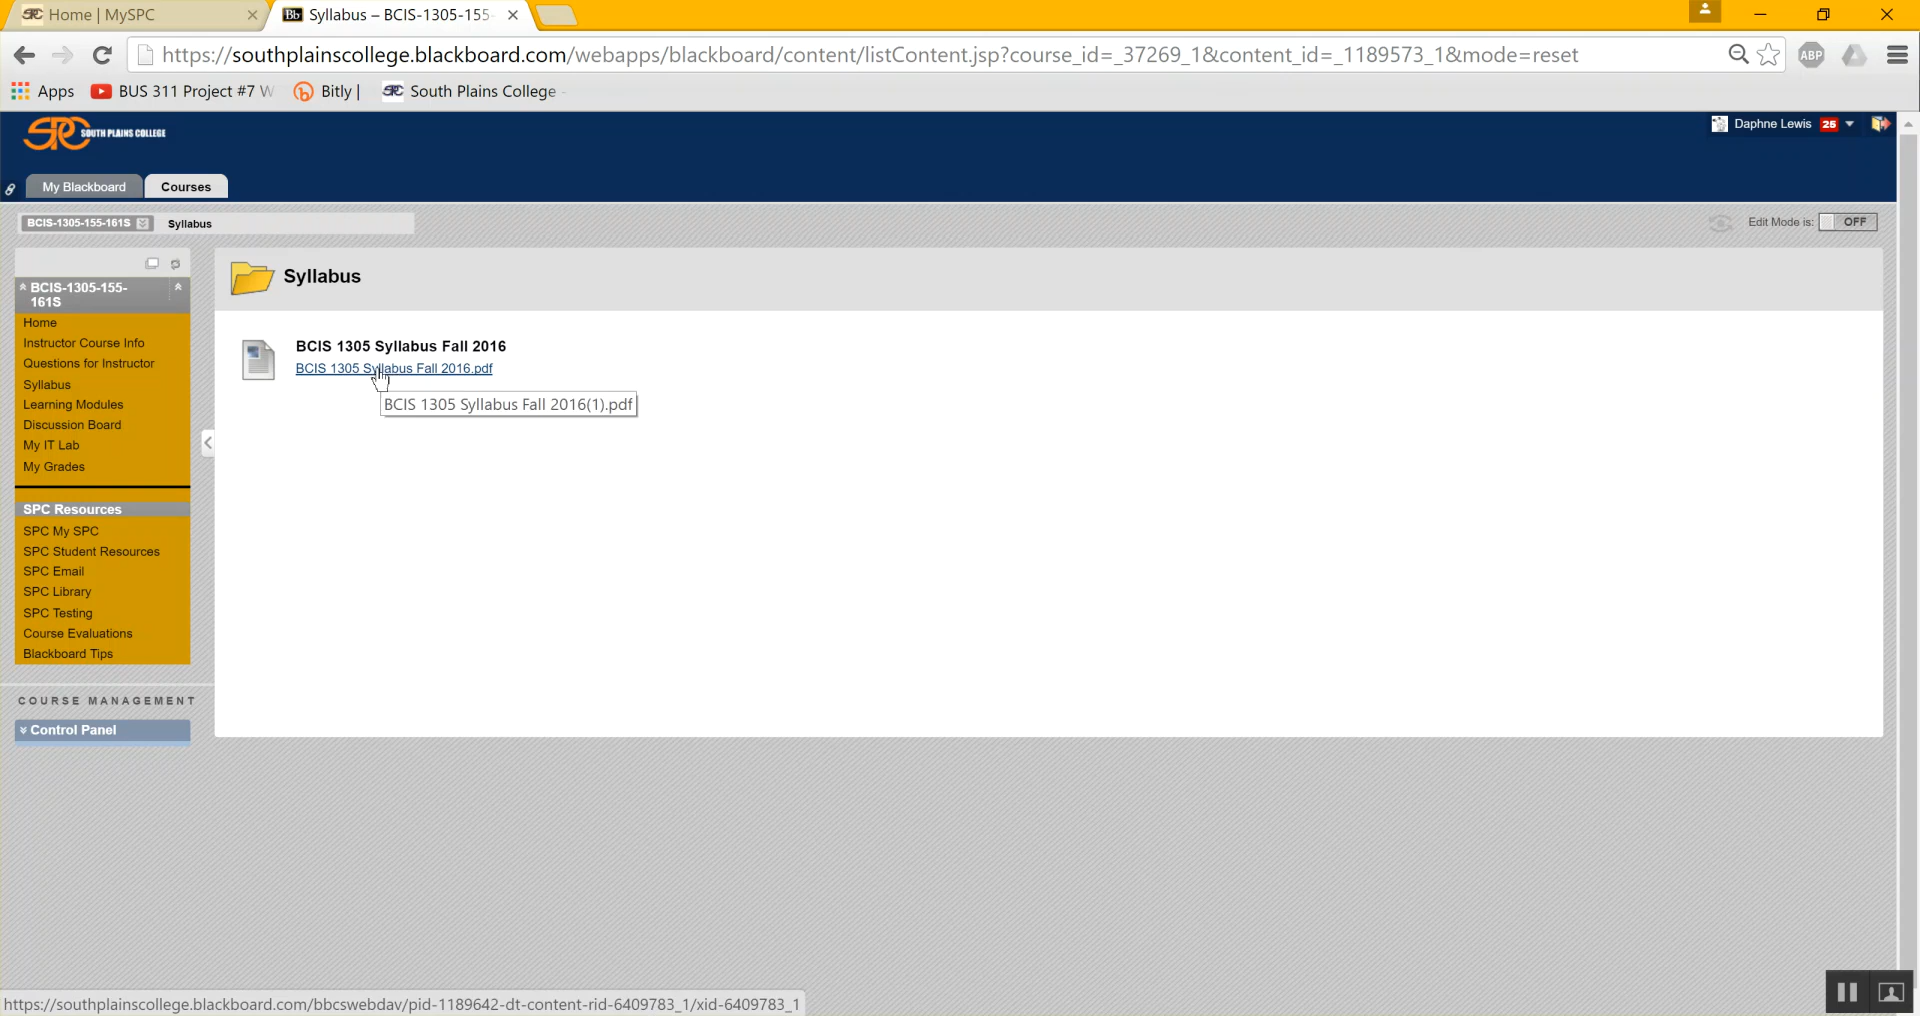 Home | MySPC
Bb Syllabus – BCIS-1305-155-
https://southplainscollege.blackboard.com/webapps/blackboard/content/listContent.jsp?course_id=_37269_1&content_id=_1189573_1&mode=reset
ABP
Apps
BUS 311 Project #7 W
Bitly |
South Plains College -
SPC SOUTH PLAINS COLLEGE
Daphne Lewis 25
My Blackboard
Courses
BCIS-1305-155-161S
Syllabus
Edit Mode is: OFF
BCIS-1305-155-
161S
Home
Instructor Course Info
Questions for Instructor
Syllabus
Learning Modules
Discussion Board
My IT Lab
My Grades
SPC Resources
SPC My SPC
SPC Student Resources
SPC Email
SPC Library
SPC Testing
Course Evaluations
Blackboard Tips
COURSE MANAGEMENT
Control Panel
Syllabus
BCIS 1305 Syllabus Fall 2016
BCIS 1305 Syllabus Fall 2016.pdf
BCIS 1305 Syllabus Fall 2016(1).pdf
https://southplainscollege.blackboard.com/bbcswebdav/pid-1189642-dt-content-rid-6409783_1/xid-6409783_1